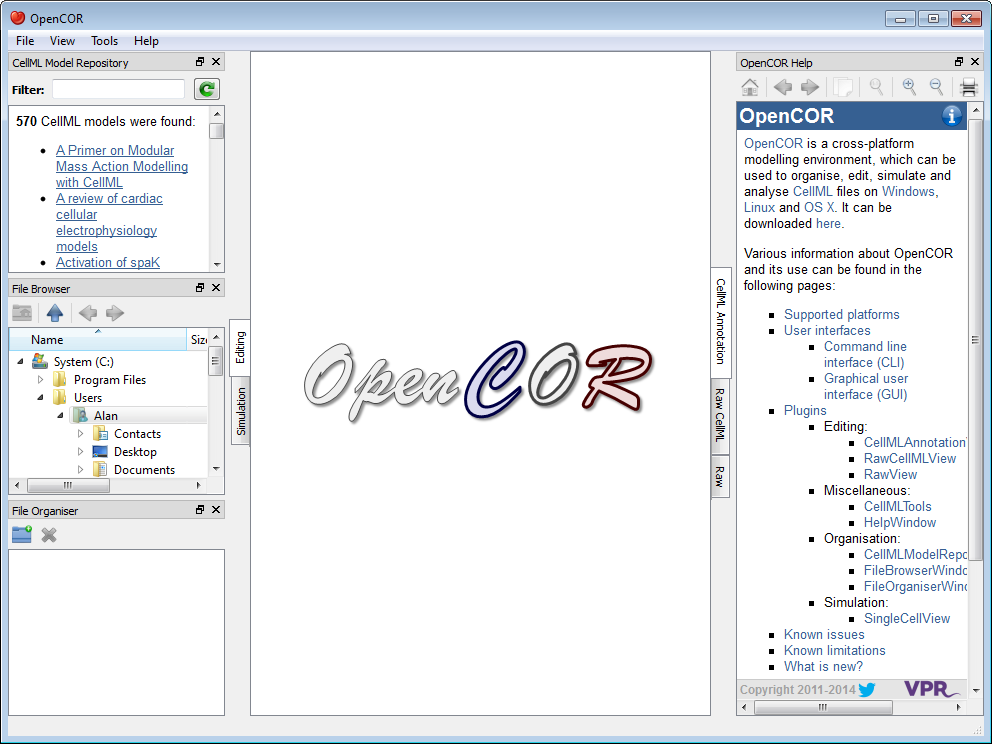 OpenCOR
File View Tools Help
CellML Model Repository
Filter:
570 CellML models were found:
A Primer on Modular
Mass Action Modelling
with CellML
A review of cardiac
cellular
electrophysiology
models
Activation of spaK
File Browser
Name Size
System (C:)
Program Files
Users
Alan
Contacts
Desktop
Documents
File Organiser
Editing
Simulation
OpenCOR
CellML Annotation
Raw CellML
Raw
OpenCOR Help
OpenCOR
OpenCOR is a cross-platform
modelling environment, which can be
used to organise, edit, simulate and
analyse CellML files on Windows,
Linux and OS X. It can be
downloaded here.
Various information about OpenCOR
and its use can be found in the
following pages:
Supported platforms
User interfaces
Command line
interface (CLI)
Graphical user
interface (GUI)
Plugins
Editing:
CellMLAnnotation
RawCellMLView
RawView
Miscellaneous:
CellMLTools
HelpWindow
Organisation:
CellMLModelRepo
FileBrowserWindo
FileOrganiserWind
Simulation:
SingleCellView
Known issues
Known limitations
What is new?
Copyright 2011-2014 VPR